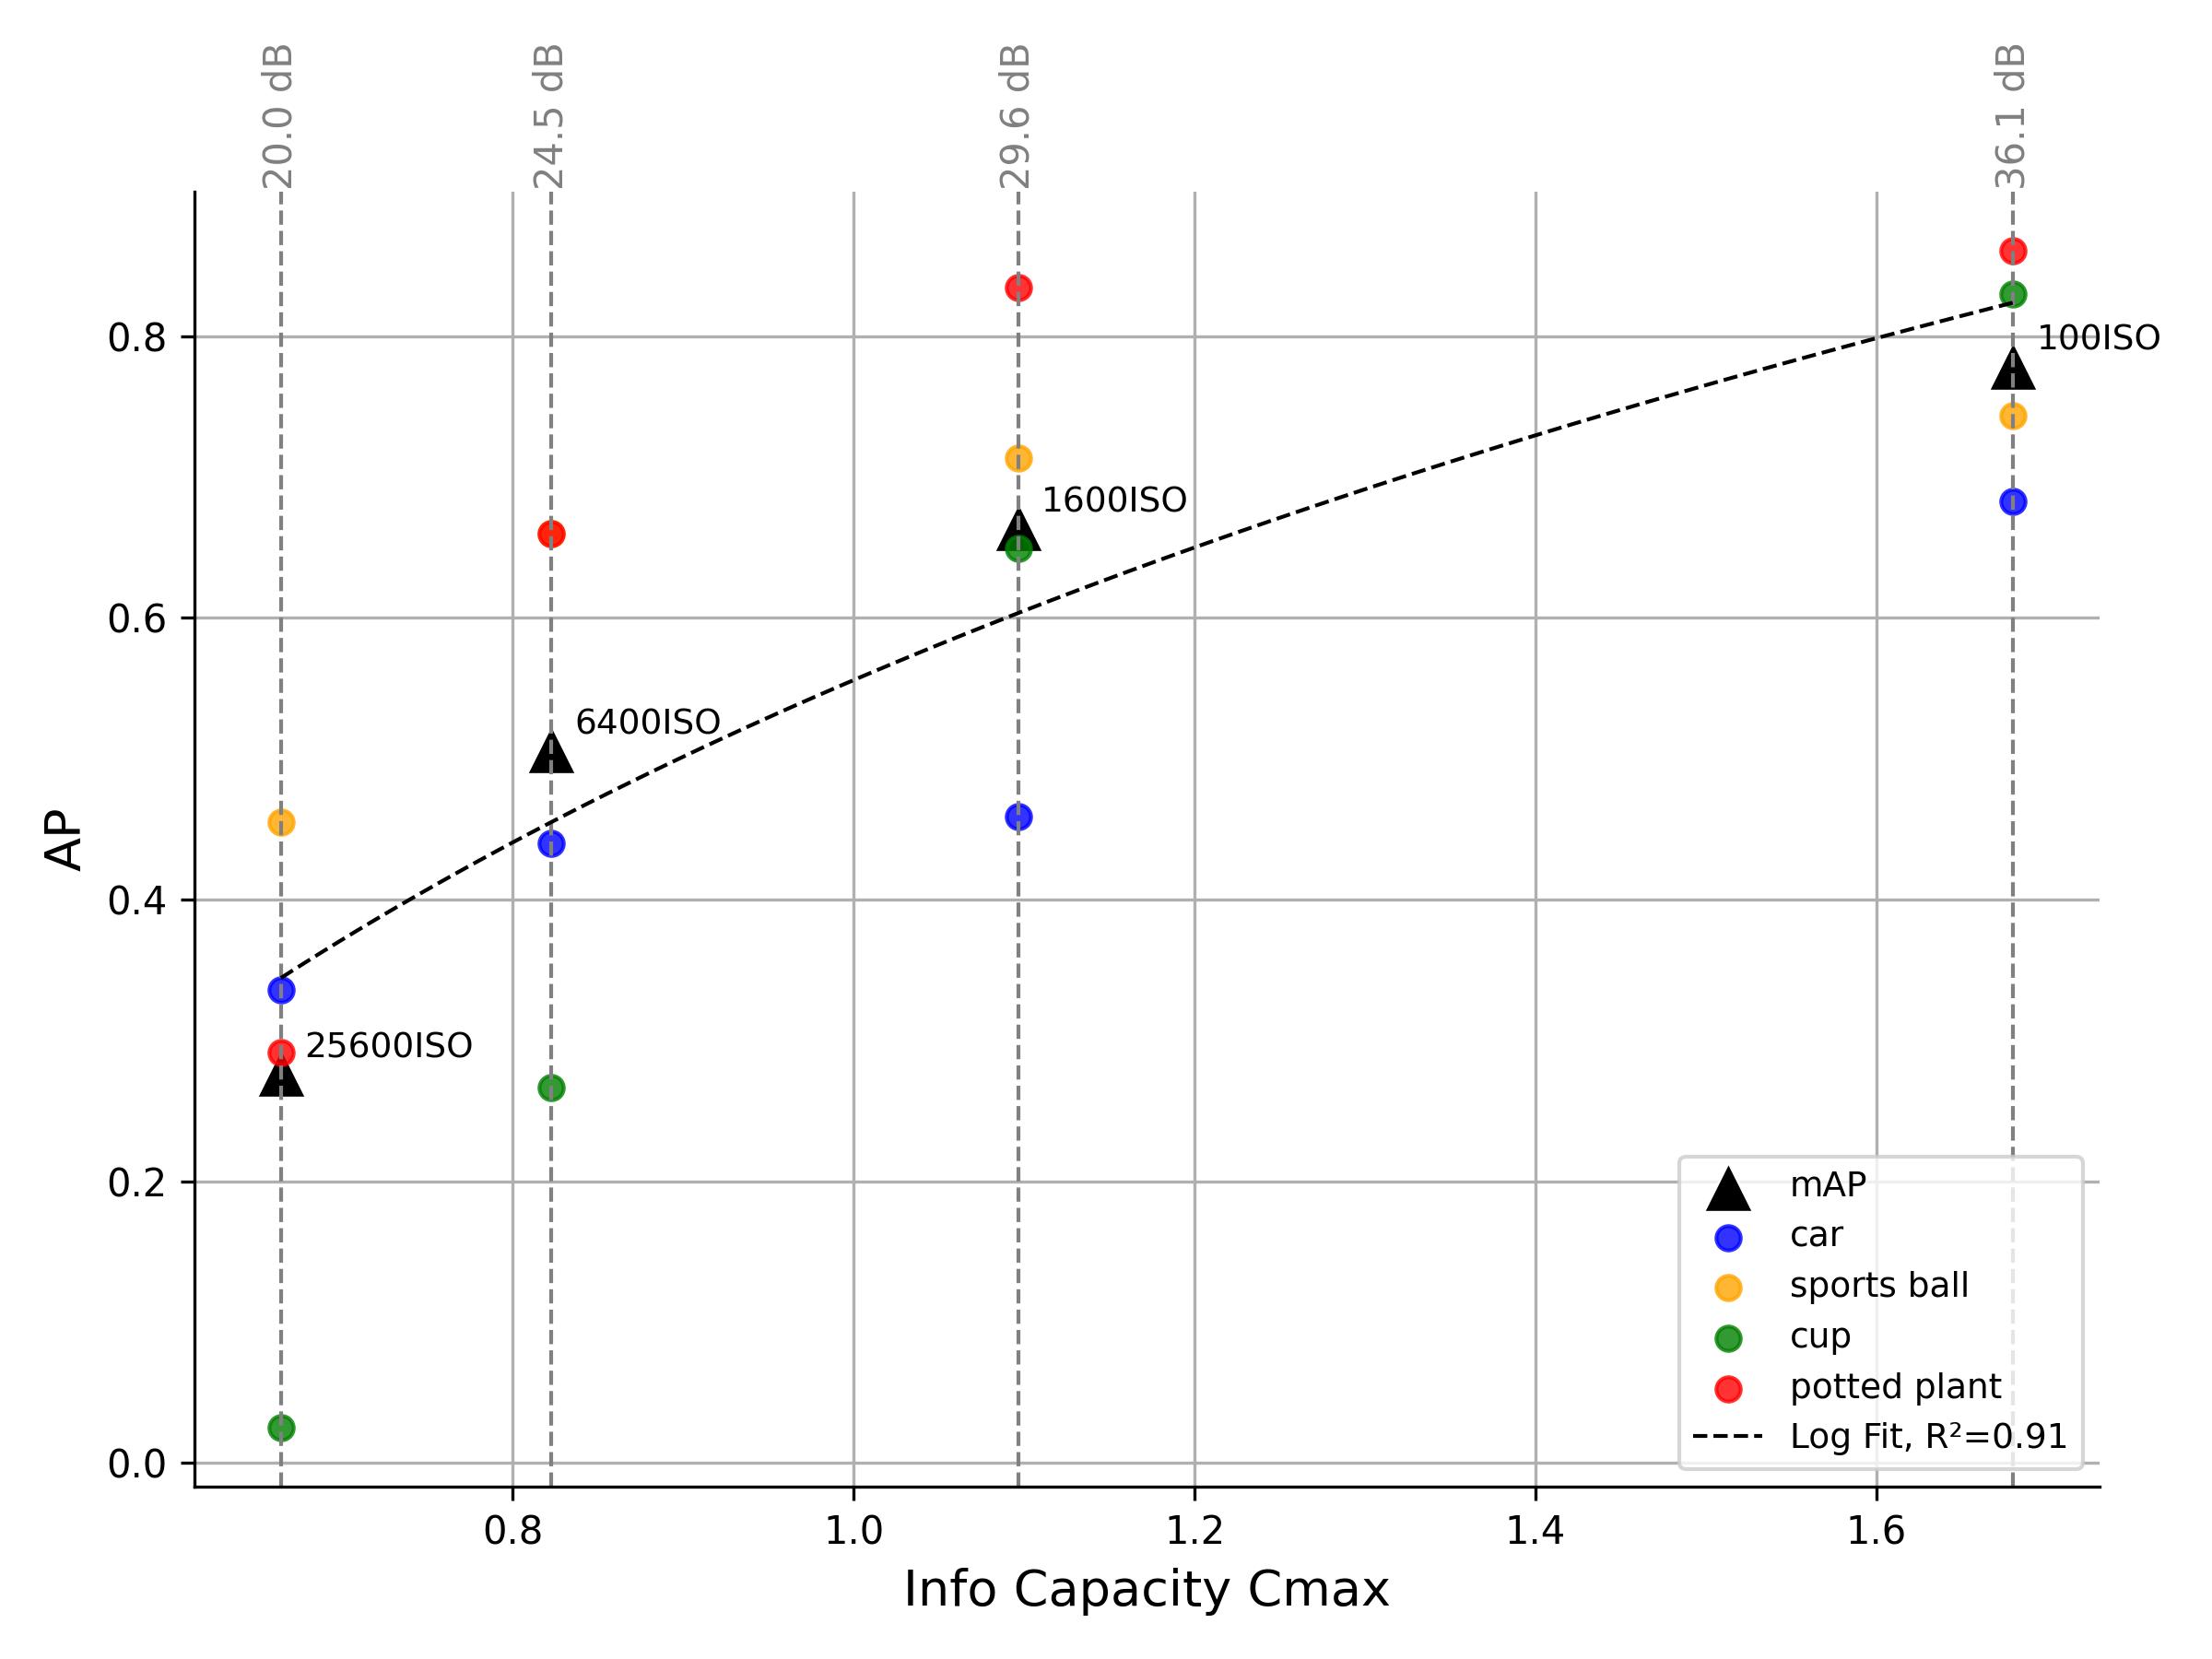 20.0 dB
24.5 dB
29.6 dB
36.1 dB
0.8
0.6
0.4
0.2
0.0
AP
100ISO
1600ISO
6400ISO
25600ISO
mAP
car
sports ball
cup
potted plant
Log Fit, R²=0.91
0.8
1.0
1.2
1.4
1.6
Info Capacity Cmax